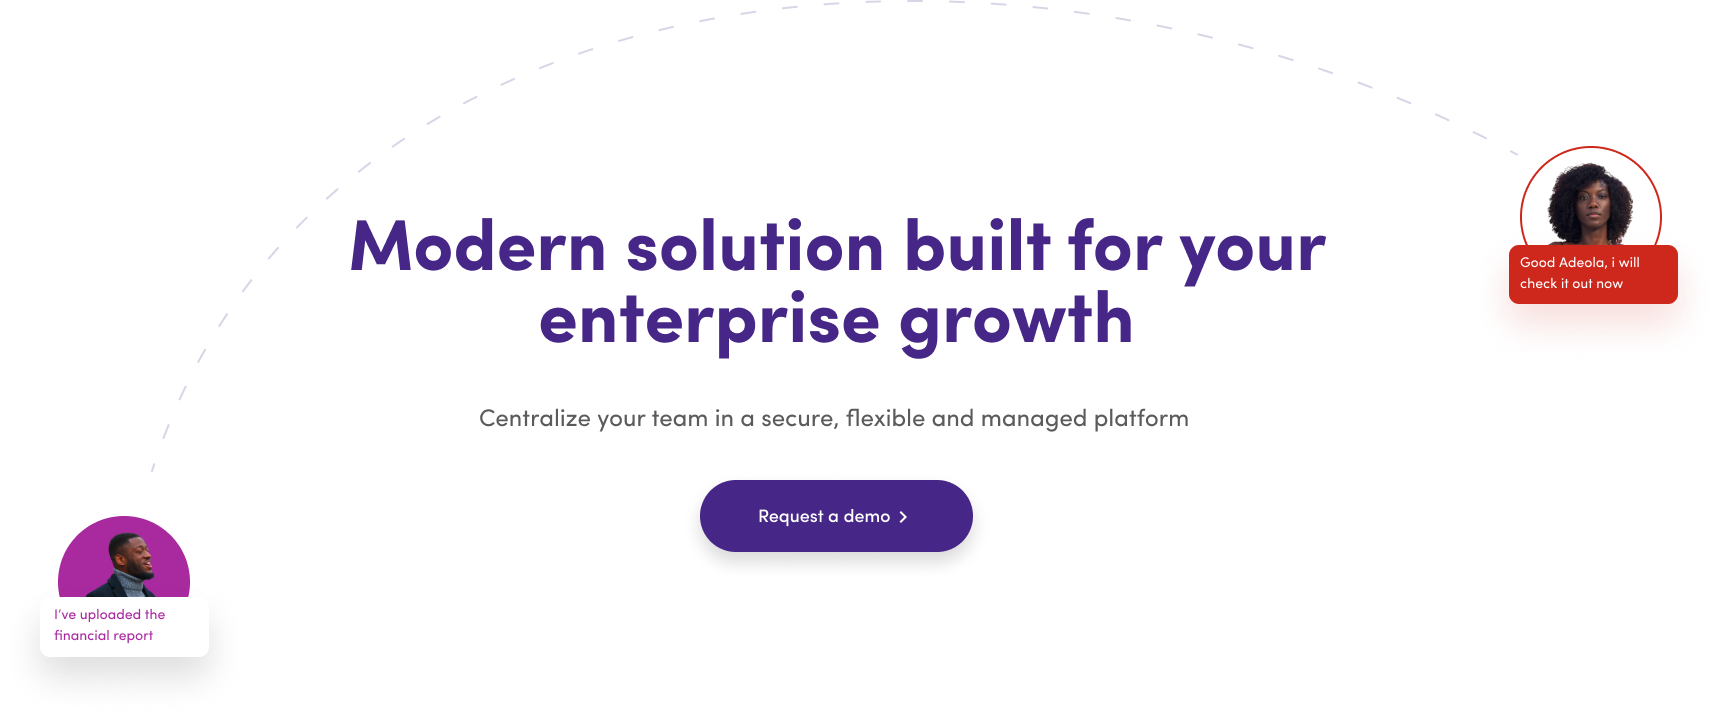 Modern solution built for your
enterprise growth
Good Adeola, i will
check it out now
Centralize your team in a secure, flexible and managed platform
Request a demo
I've uploaded the
financial report